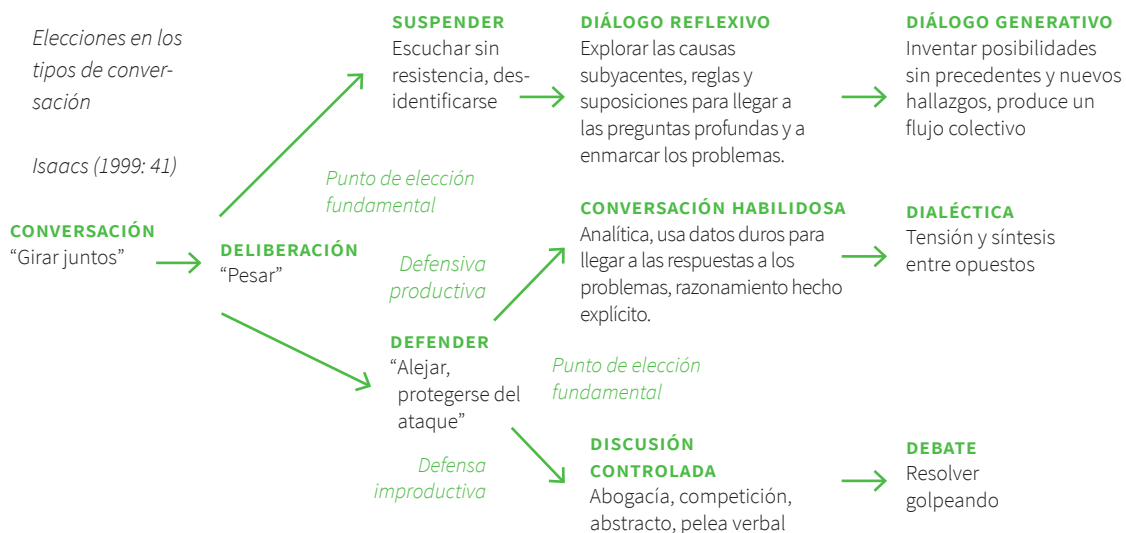 Elecciones en los
tipos de conver-
sación
Isaacs (1999: 41)
CONVERSACIÓN
“Girar juntos”
DELIBERACIÓN
“Pesar”
Punto de elección
fundamental
SUSPENDER
Escuchar sin
resistencia, des-
identificarse
DIÁLOGO REFLEXIVO
Explorar las causas
subyacentes, reglas y
suposiciones para llegar a
las preguntas profundas y a
enmarcar los problemas.
DIÁLOGO GENERATIVO
Inventar posibilidades
sin precedentes y nuevos
hallazgos, produce un
flujo colectivo
Defensiva
productiva
DEFENDER
“Alejar,
protegerse del
ataque”
Punto de elección
fundamental
CONVERSACIÓN HABILIDOSA
Analítica, usa datos duros para
llegar a las respuestas a los
problemas, razonamiento hecho
explícito.
DIALÉCTICA
Tensión y síntesis
entre opuestos
Defensa
improductiva
DISCUSIÓN
CONTROLADA
Abogacía, competición,
abstracto, pelea verbal
DEBATE
Resolver
golpeando